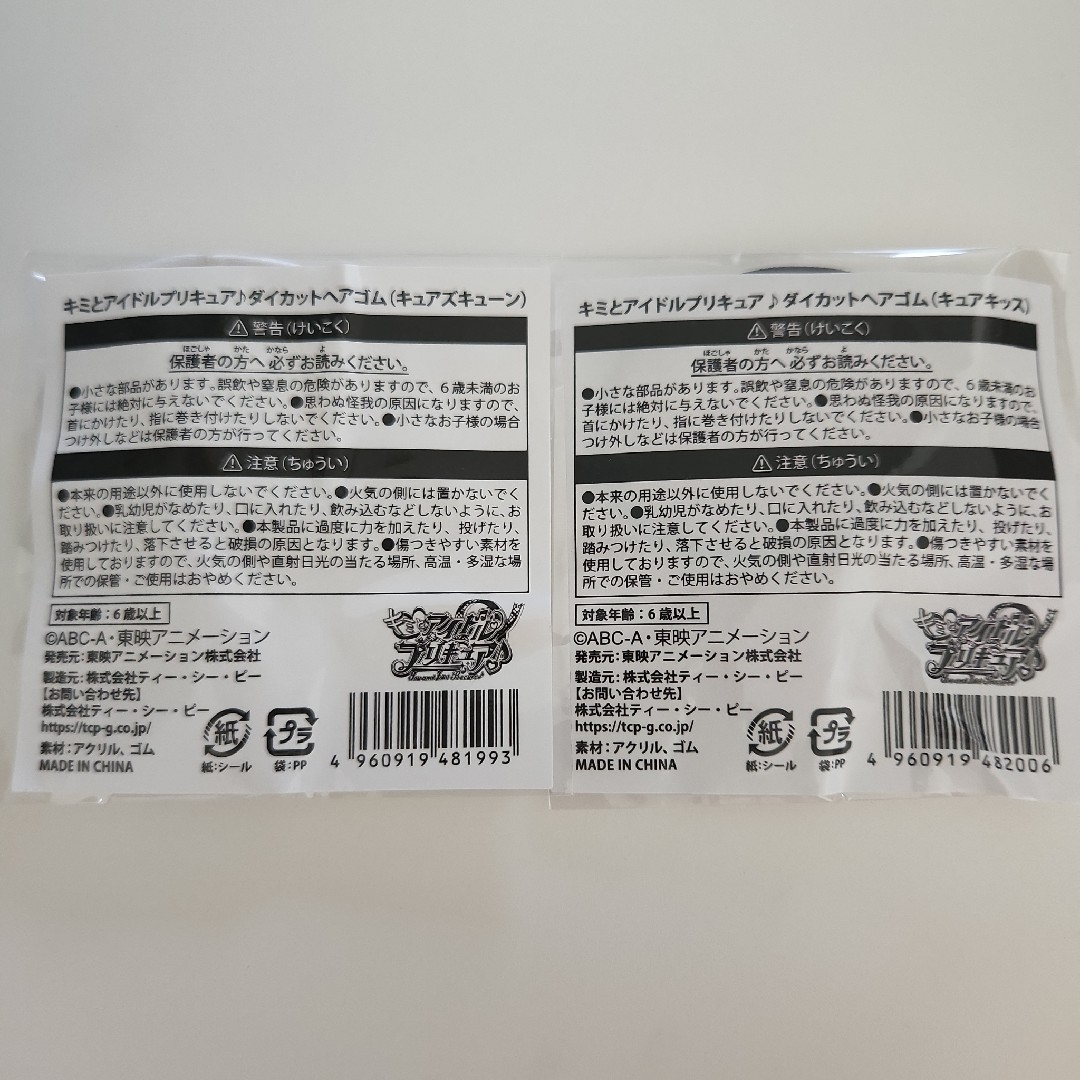 キミとアイドルプリキュア♪ダイカットヘアゴム（キュアズキューン）
⚠警告（けいこく）
ほごしゃ かた かなら よ
保護者の方へ 必ずお読みください。
●小さな部品があります。誤飲や窒息の危険がありますので、6歳未満のお
子様には絶対に与えないでください。●思わぬ怪我の原因になりますので、
首にかけたり、指に巻き付けたりしないでください。●小さなお子様の場合
つけ外しなどは保護者の方が行ってください。
⚠注意（ちゅうい）
●本来の用途以外に使用しないでください。●火気の側には置かないでく
ださい。●乳幼児がなめたり、口に入れたり、飲み込むなどしないように、お
取り扱いに注意してください。●本製品に過度に力を加えたり、投げたり、
踏みつけたり、落下させると破損の原因となります。●傷つきやすい素材を
使用しておりますので、火気の側や直射日光の当たる場所、高温・多湿な場
所での保管・ご使用はおやめください。
対象年齢：6歳以上
©ABC-A・東映アニメーション
発売元：東映アニメーション株式会社
製造元：株式会社ティー・シー・ピー
【お問い合わせ先】
株式会社ティー・シー・ピー
https://tcp-g.co.jp/
素材：アクリル、ゴム
MADE IN CHINA
紙
紙：シール
プラ
袋：PP
キミとアイドル
プリキュア
4 960919 481993
キミとアイドルプリキュア♪ダイカットヘアゴム（キュアキッス）
⚠警告（けいこく）
ほごしゃ かた かなら よ
保護者の方へ 必ずお読みください。
●小さな部品があります。誤飲や窒息の危険がありますので、6歳未満のお
子様には絶対に与えないでください。●思わぬ怪我の原因になりますので、
首にかけたり、指に巻き付けたりしないでください。●小さなお子様の場合
つけ外しなどは保護者の方が行ってください。
⚠注意（ちゅうい）
●本来の用途以外に使用しないでください。●火気の側には置かないでく
ださい。●乳幼児がなめたり、口に入れたり、飲み込むなどしないように、お
取り扱いに注意してください。●本製品に過度に力を加えたり、投げたり、
踏みつけたり、落下させると破損の原因となります。●傷つきやすい素材を
使用しておりますので、火気の側や直射日光の当たる場所、高温・多湿な場
所での保管・ご使用はおやめください。
対象年齢：6歳以上
©ABC-A・東映アニメーション
発売元：東映アニメーション株式会社
製造元：株式会社ティー・シー・ピー
【お問い合わせ先】
株式会社ティー・シー・ピー
https://tcp-g.co.jp/
素材：アクリル、ゴム
MADE IN CHINA
紙
紙：シール
プラ
袋：PP
キミとアイドル
プリキュア
4 960919 482006